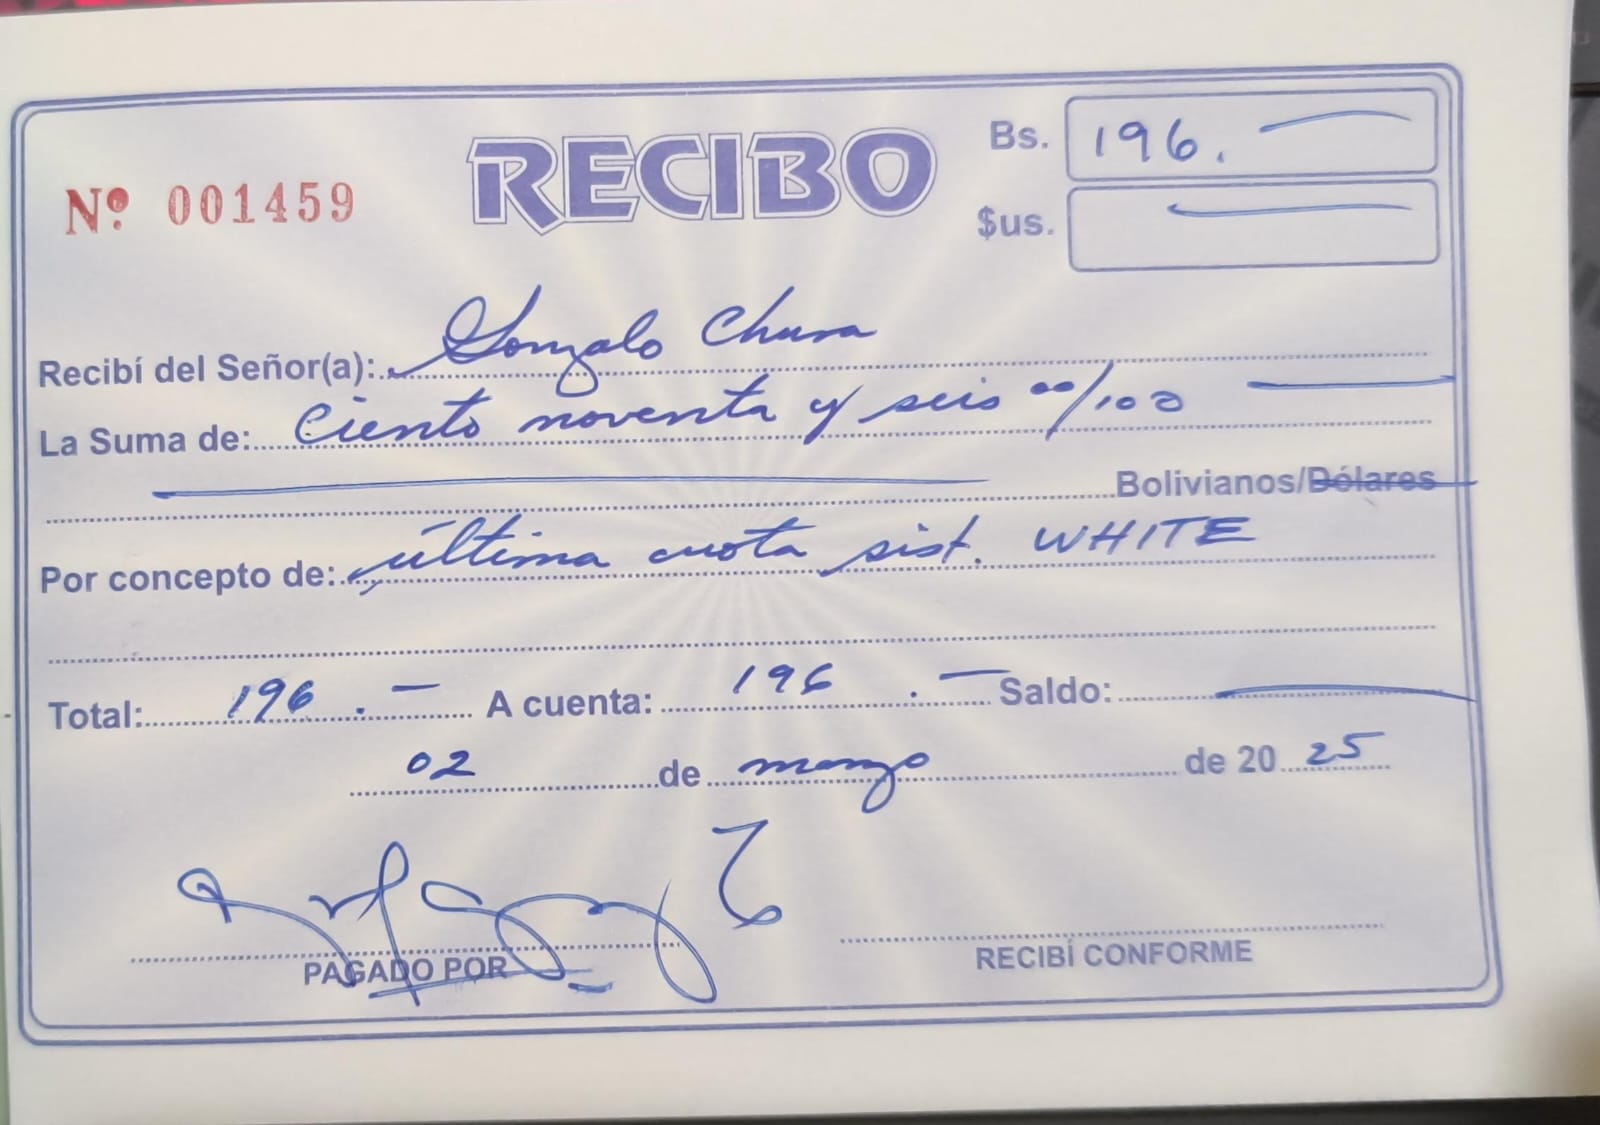 Nº 001459
RECIBO
Bs. 196.
$us.
Recibí del Señor(a): Gonzalo Chura
La Suma de: Ciento noventa y seis 00/100
Bolivianos/Dólares
Por concepto de: última cuota sist. WHITE
Total: 196.- A cuenta: 196.- Saldo:
02 de marzo de 2025
PAGADO POR
RECIBÍ CONFORME